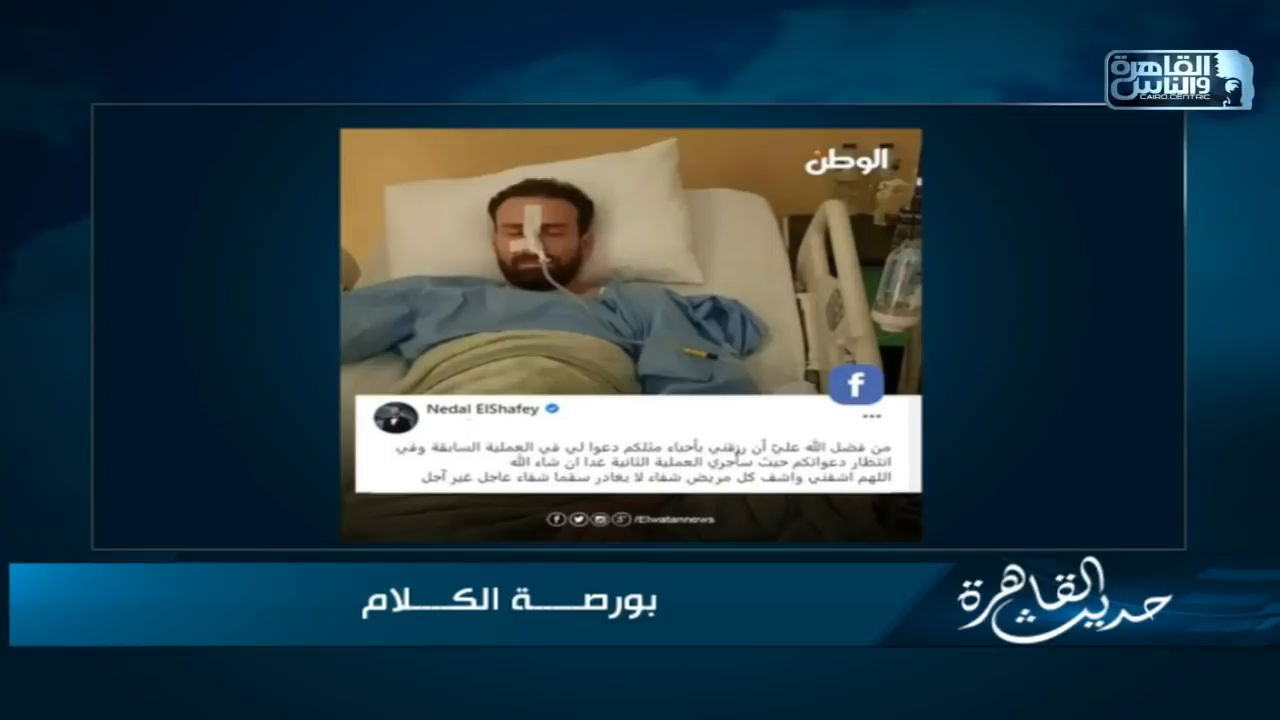 القاهرة
والناس
CAIRO.CENTRIC
الوطن
Nedal ElShafey
من فضل الله عليّ أن رزقني بأحباء مثلكم دعوا لي في العملية السابقة وفي
انتظار دعواتكم حيث سأجري العملية الثانية غدا ان شاء الله
اللهم اشفني واشف كل مريض شفاء لا يغادر سقما شفاء عاجل غير آجل
/Elwatannews
حديث القاهرة
بورصــــة الكــــلام